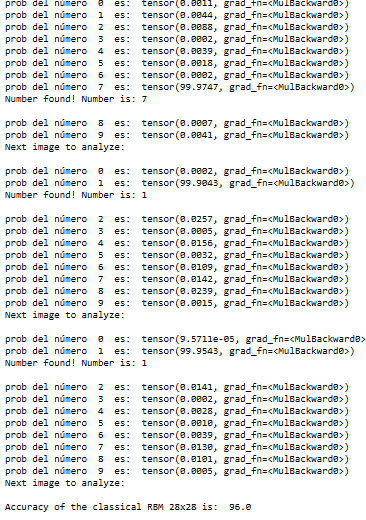 prob del número 0 es: tensor(0.0011, grad_fn=<MulBackward0>)
prob del número 1 es: tensor(0.0044, grad_fn=<MulBackward0>)
prob del número 2 es: tensor(0.0088, grad_fn=<MulBackward0>)
prob del número 3 es: tensor(0.0002, grad_fn=<MulBackward0>)
prob del número 4 es: tensor(0.0039, grad_fn=<MulBackward0>)
prob del número 5 es: tensor(0.0018, grad_fn=<MulBackward0>)
prob del número 6 es: tensor(0.0002, grad_fn=<MulBackward0>)
prob del número 7 es: tensor(99.9747, grad_fn=<MulBackward0>)
Number found! Number is: 7
prob del número 8 es: tensor(0.0007, grad_fn=<MulBackward0>)
prob del número 9 es: tensor(0.0041, grad_fn=<MulBackward0>)
Next image to analyze:
prob del número 0 es: tensor(0.0002, grad_fn=<MulBackward0>)
prob del número 1 es: tensor(99.9043, grad_fn=<MulBackward0>)
Number found! Number is: 1
prob del número 2 es: tensor(0.0257, grad_fn=<MulBackward0>)
prob del número 3 es: tensor(0.0005, grad_fn=<MulBackward0>)
prob del número 4 es: tensor(0.0156, grad_fn=<MulBackward0>)
prob del número 5 es: tensor(0.0032, grad_fn=<MulBackward0>)
prob del número 6 es: tensor(0.0109, grad_fn=<MulBackward0>)
prob del número 7 es: tensor(0.0142, grad_fn=<MulBackward0>)
prob del número 8 es: tensor(0.0239, grad_fn=<MulBackward0>)
prob del número 9 es: tensor(0.0015, grad_fn=<MulBackward0>)
Next image to analyze:
prob del número 0 es: tensor(9.5711e-05, grad_fn=<MulBackward0>
prob del número 1 es: tensor(99.9543, grad_fn=<MulBackward0>)
Number found! Number is: 1
prob del número 2 es: tensor(0.0141, grad_fn=<MulBackward0>)
prob del número 3 es: tensor(0.0002, grad_fn=<MulBackward0>)
prob del número 4 es: tensor(0.0028, grad_fn=<MulBackward0>)
prob del número 5 es: tensor(0.0010, grad_fn=<MulBackward0>)
prob del número 6 es: tensor(0.0039, grad_fn=<MulBackward0>)
prob del número 7 es: tensor(0.0130, grad_fn=<MulBackward0>)
prob del número 8 es: tensor(0.0101, grad_fn=<MulBackward0>)
prob del número 9 es: tensor(0.0005, grad_fn=<MulBackward0>)
Next image to analyze:
Accuracy of the classical RBM 28x28 is: 96.0